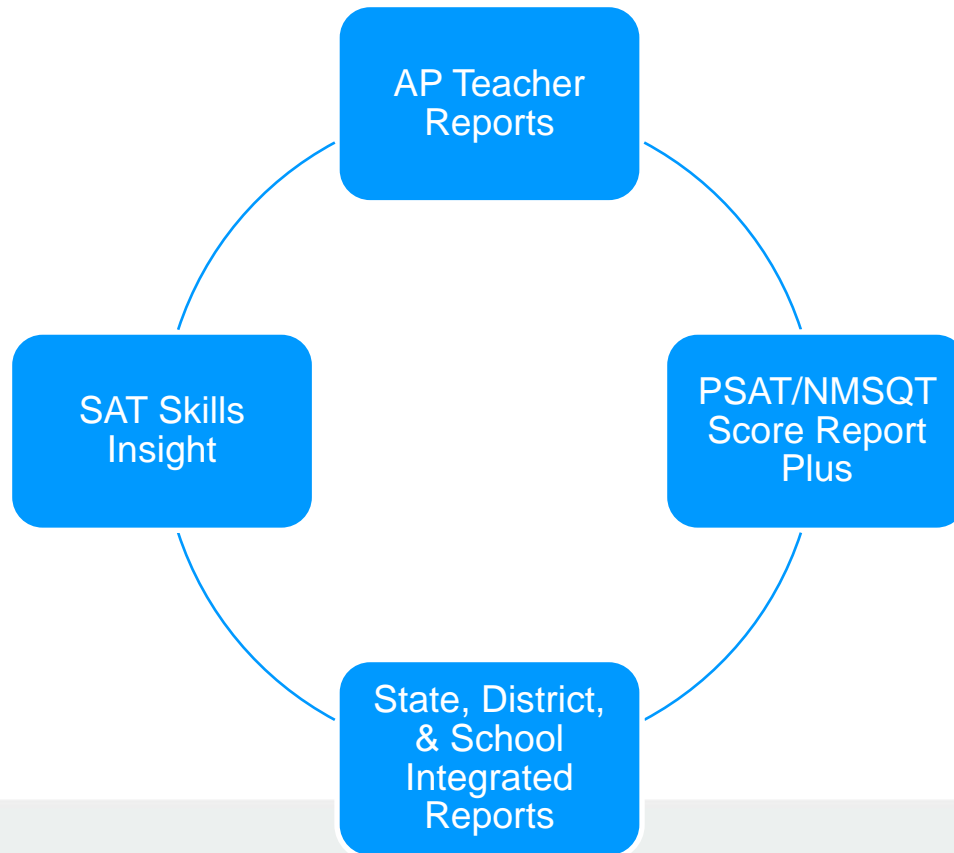 AP Teacher
Reports
PSAT/NMSQT
Score Report
Plus
State, District,
& School
Integrated
Reports
SAT Skills
Insight